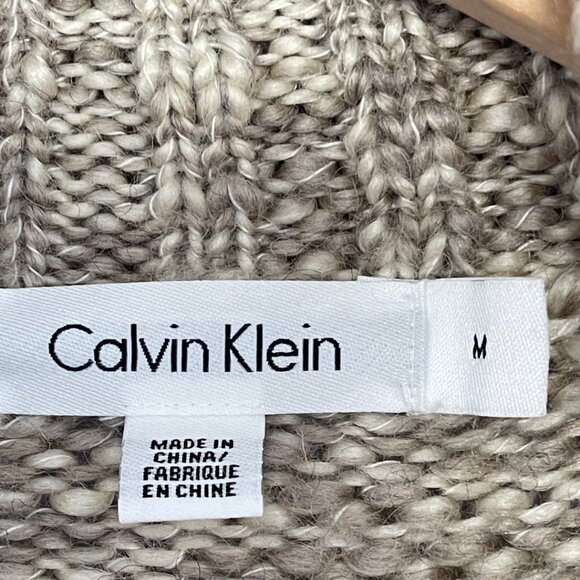 Calvin Klein
M
MADE IN
CHINA/
FABRIQUE
EN CHINE